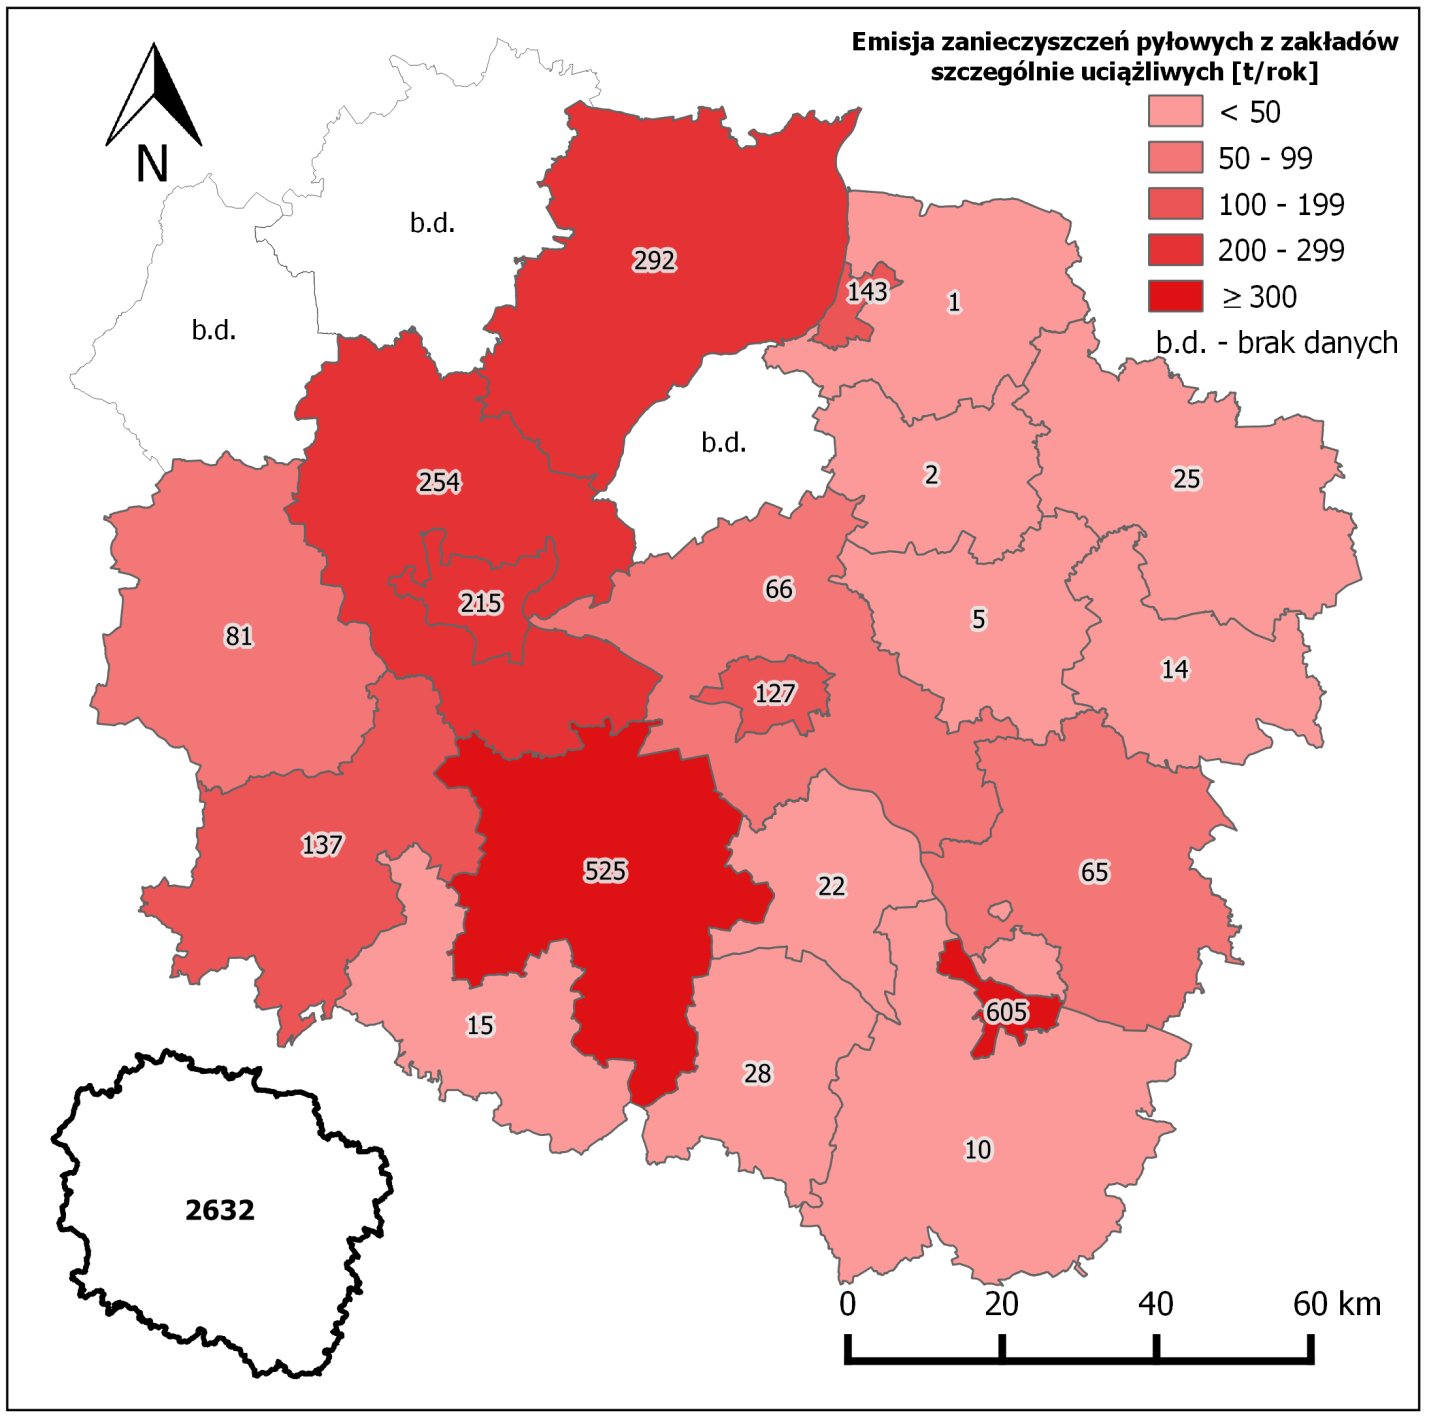 Emisja zanieczyszczeń pyłowych z zakładów
szczególnie uciążliwych [t/rok]
< 50
50 - 99
100 - 199
200 - 299
≥ 300
b.d. - brak danych
N
b.d.
292
143
1
b.d.
b.d.
254
2
25
66
215
5
81
14
127
137
525
22
65
15
605
28
10
2632
0 20 40 60 km